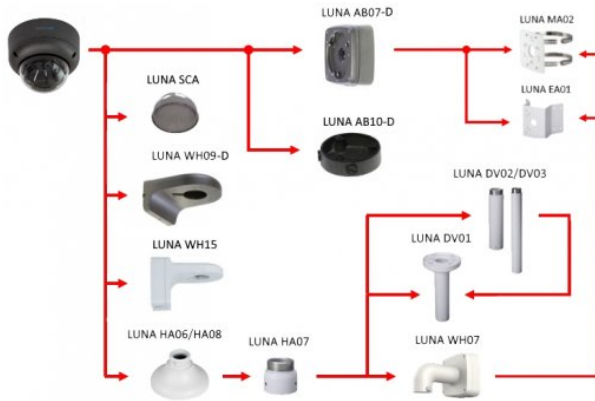 LUNA AB07-D
LUNA MA02
LUNA SCA
LUNA EA01
LUNA AB10-D
LUNA WH09-D
LUNA DV02/DV03
LUNA WH15
LUNA DV01
LUNA HA06/HA08
LUNA HA07
LUNA WH07